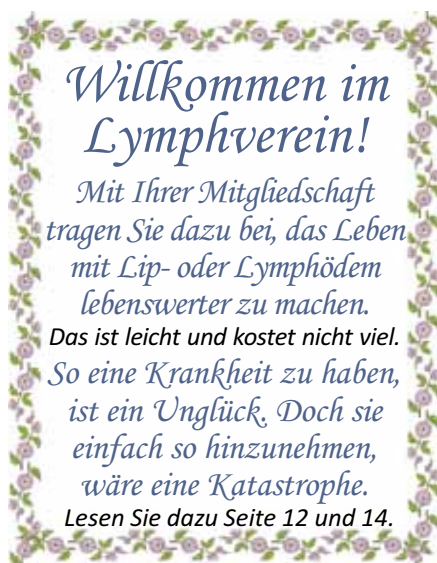 Willkommen im
Lymphverein!
Mit Ihrer Mitgliedschaft
tragen Sie dazu bei, das Leben
mit Lip- oder Lymphödem
lebenswerter zu machen.
Das ist leicht und kostet nicht viel.
So eine Krankheit zu haben,
ist ein Unglück. Doch sie
einfach so hinzunehmen,
wäre eine Katastrophe.
Lesen Sie dazu Seite 12 und 14.